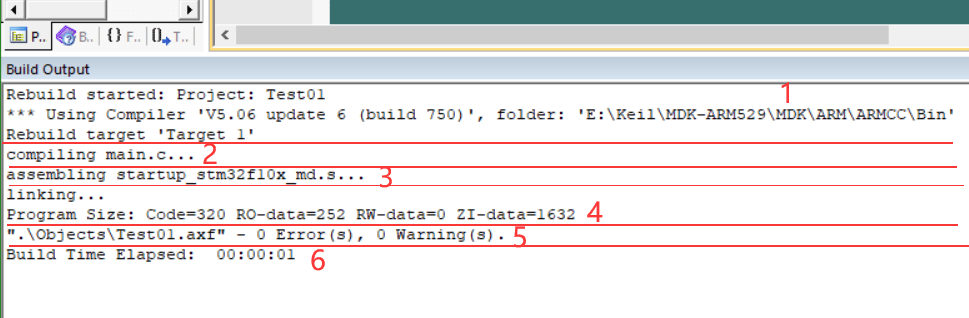 P.. B.. {} F.. T..
Build Output
Rebuild started: Project: Test01
1
*** Using Compiler 'V5.06 update 6 (build 750)', folder: 'E:\Keil\MDK-ARM529\MDK\ARM\ARMCC\Bin'
Rebuild target 'Target 1'
compiling main.c... 2
assembling startup_stm32f10x_md.s... 3
linking...
Program Size: Code=320 RO-data=252 RW-data=0 ZI-data=1632 4
".\Objects\Test01.axf" - 0 Error(s), 0 Warning(s). 5
Build Time Elapsed:  00:00:01 6